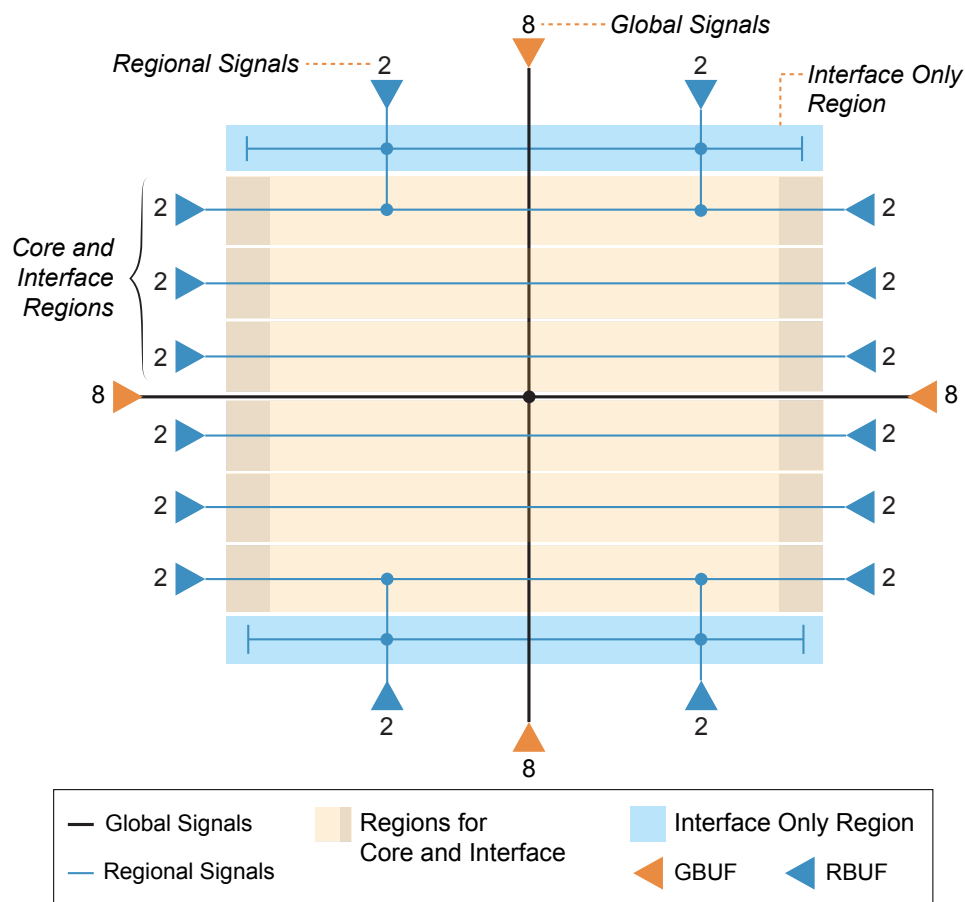 8 Global Signals
Regional Signals 2 2
Interface Only
Region
2 2
Core and
Interface
Regions
2 2
2 2
8 8
2 2
2 2
2 2
2 2
8
Global Signals
Regional Signals
Regions for
Core and Interface
Interface Only Region
GBUF RBUF